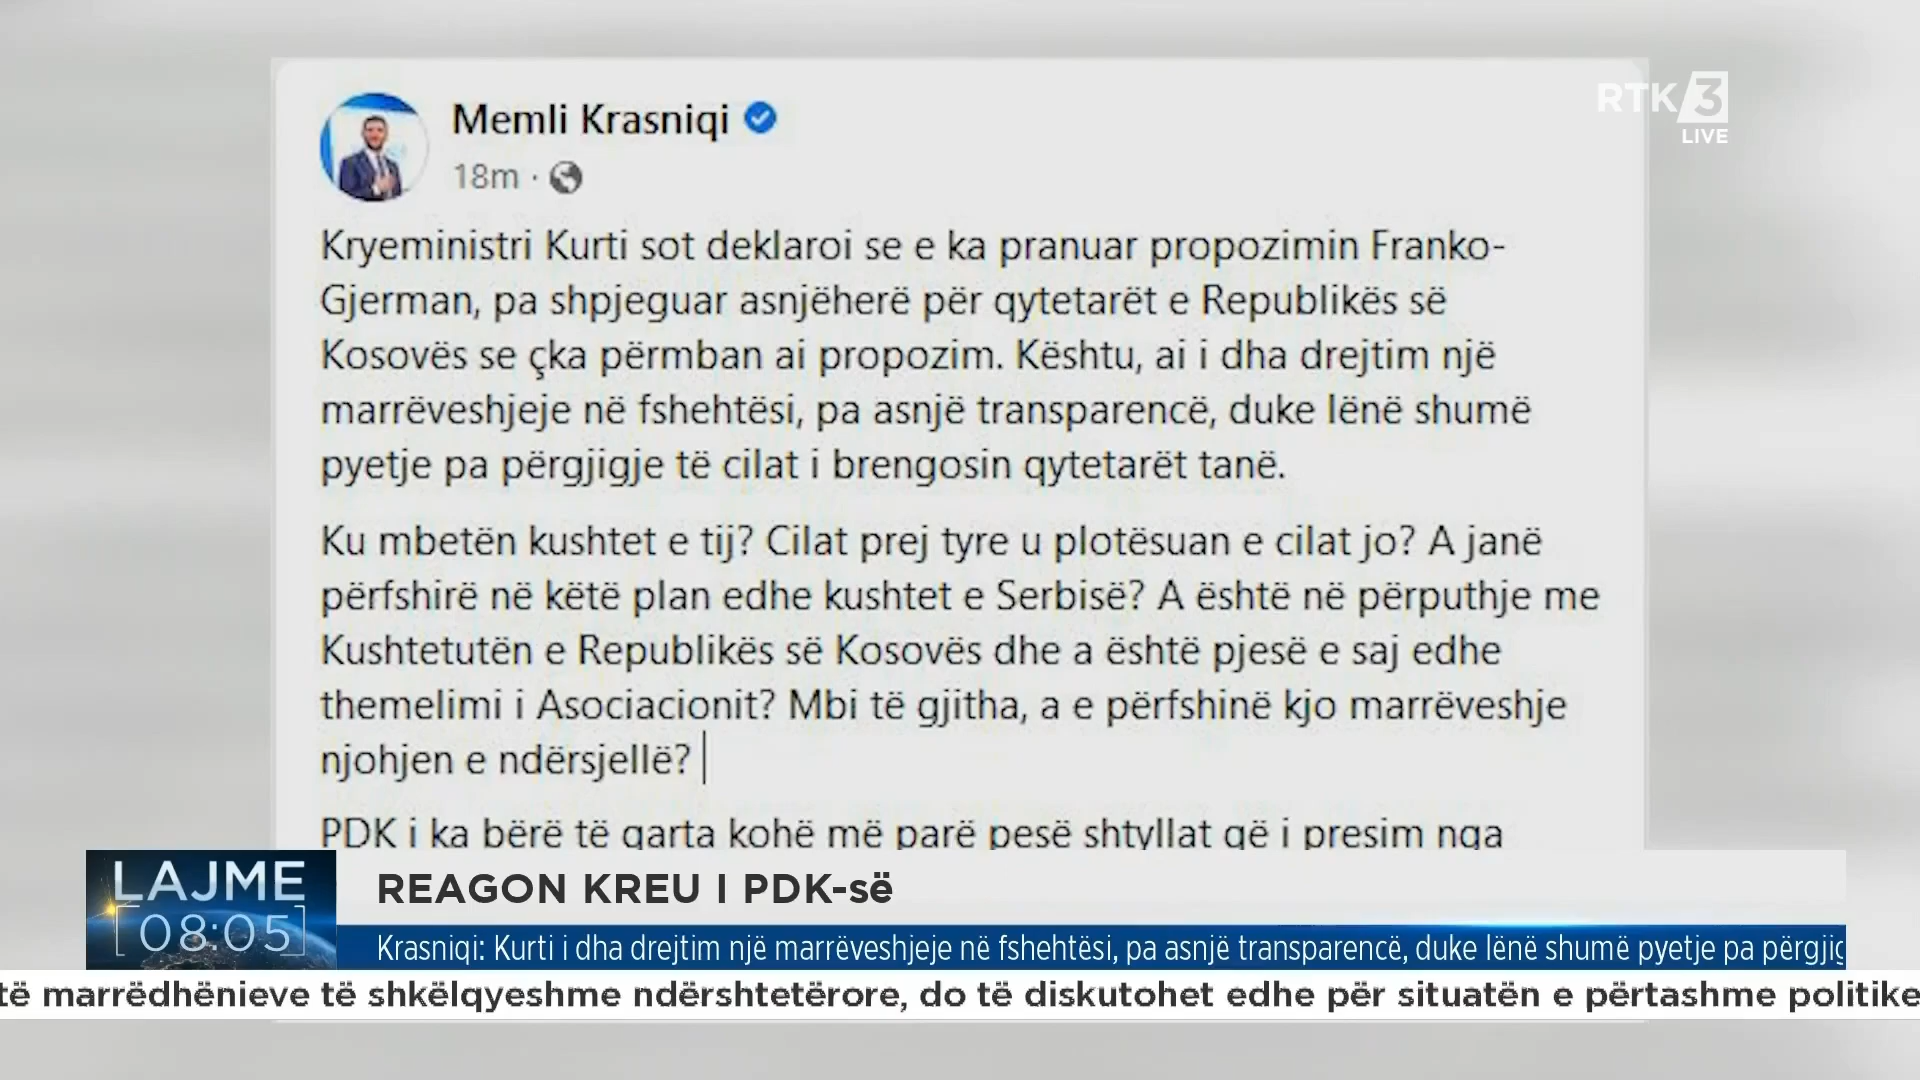 RTK 3
LIVE
Memli Krasniqi
18m ·
Kryeministri Kurti sot deklaroi se e ka pranuar propozimin Franko-
Gjerman, pa shpjeguar asnjëherë për qytetarët e Republikës së
Kosovës se çka përmban ai propozim. Kështu, ai i dha drejtim një
marrëveshjeje në fshehtësi, pa asnjë transparencë, duke lënë shumë
pyetje pa përgjigje të cilat i brengosin qytetarët tanë.
Ku mbetën kushtet e tij? Cilat prej tyre u plotësuan e cilat jo? A janë
përfshirë në këtë plan edhe kushtet e Serbisë? A është në përputhje me
Kushtetutën e Republikës së Kosovës dhe a është pjesë e saj edhe
themelimi i Asociacionit? Mbi të gjitha, a e përfshinë kjo marrëveshje
njohjen e ndërsjellë?
PDK i ka bërë të qarta kohë më parë pesë shtyllat që i presim nga
LAJME
08:05
REAGON KREU I PDK-së
Krasniqi: Kurti i dha drejtim një marrëveshjeje në fshehtësi, pa asnjë transparencë, duke lënë shumë pyetje pa përgjig
të marrëdhënieve të shkëlqyeshme ndërshtetërore, do të diskutohet edhe për situatën e përtashme politike